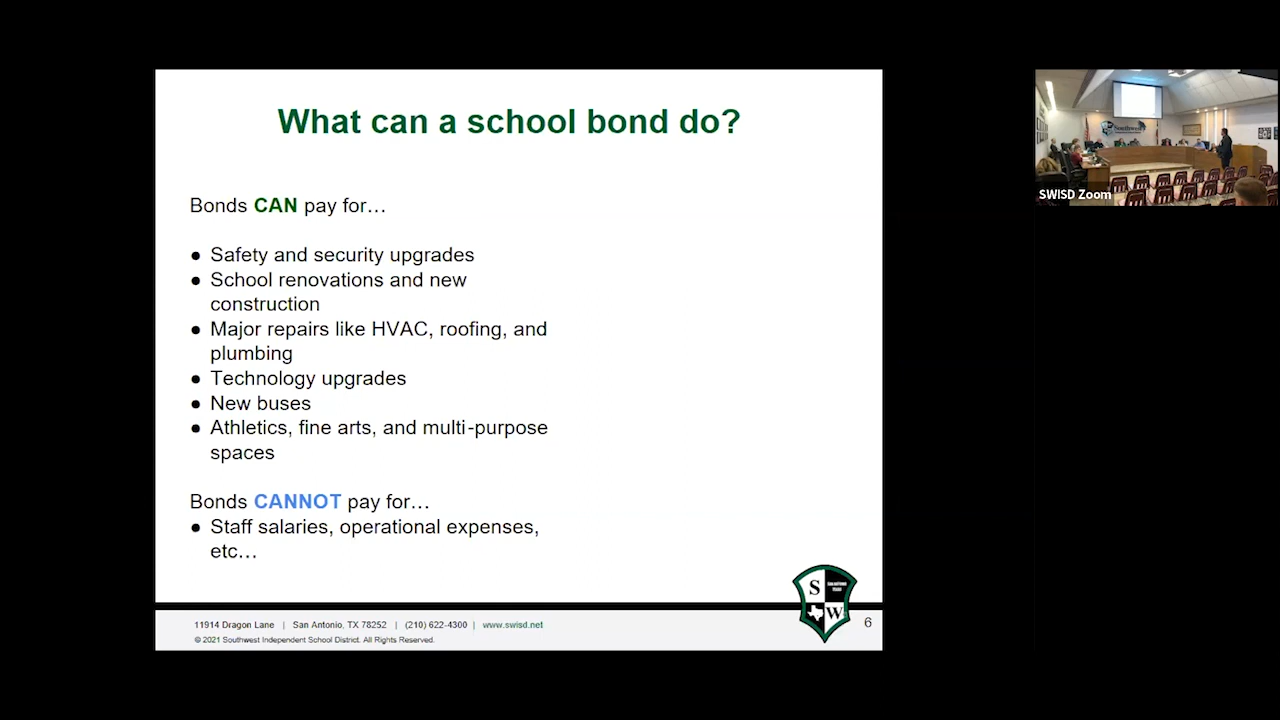 What can a school bond do?
Bonds CAN pay for…
● Safety and security upgrades
● School renovations and new
construction
● Major repairs like HVAC, roofing, and
plumbing
● Technology upgrades
● New buses
● Athletics, fine arts, and multi-purpose
spaces
Bonds CANNOT pay for…
● Staff salaries, operational expenses,
etc…
S
W
11914 Dragon Lane | San Antonio, TX 78252 | (210) 622-4300 | www.swisd.net
© 2021 Southwest Independent School District. All Rights Reserved.
6
Southwest
SWISD Zoom